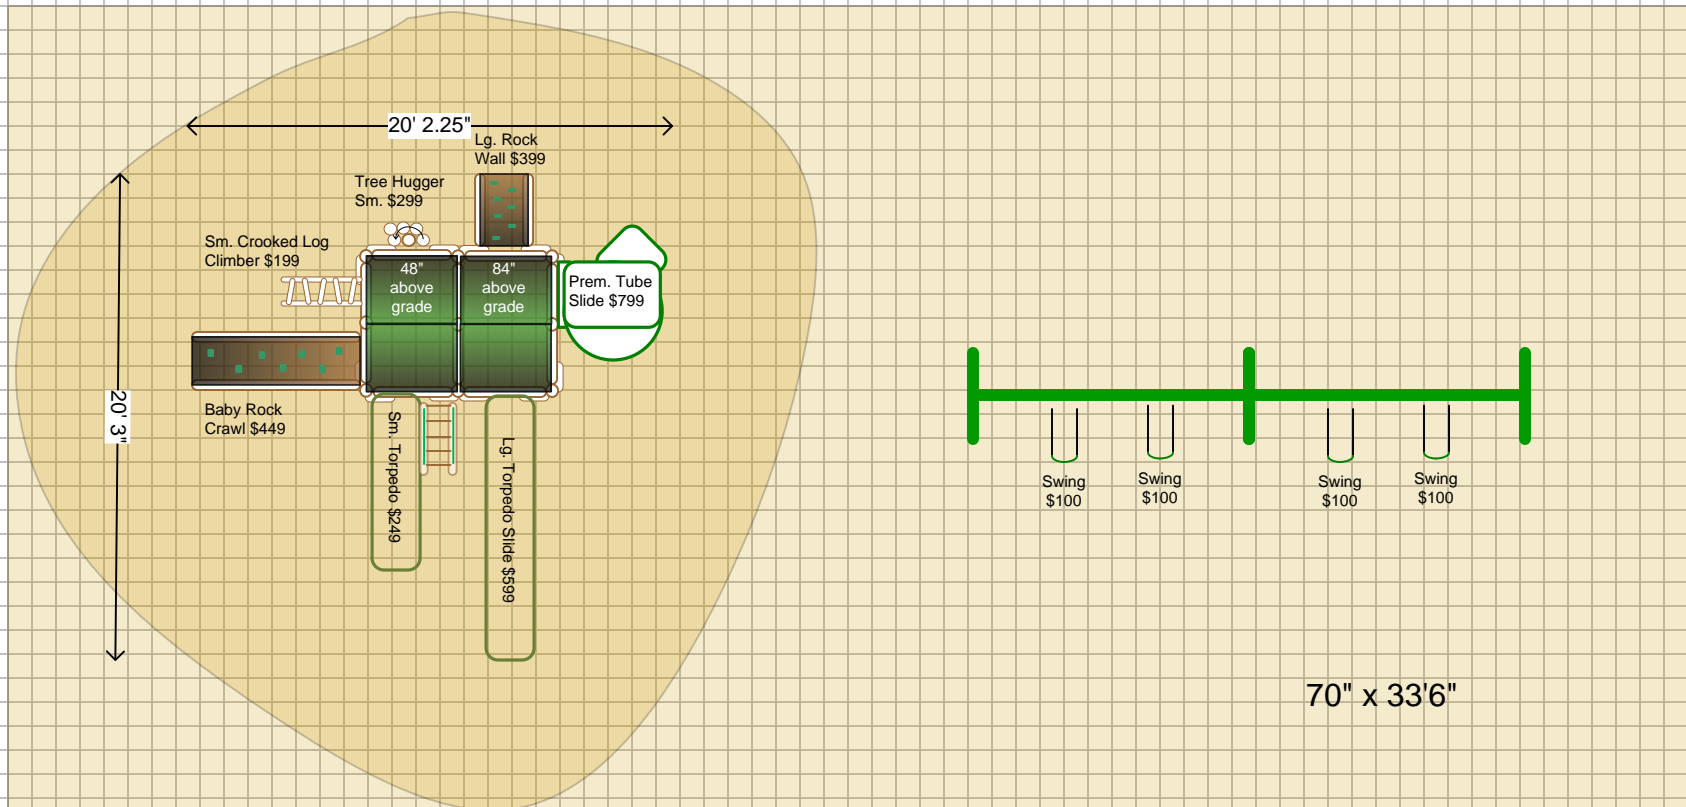 20' 2.25"
Lg. Rock
Wall $399
Tree Hugger
Sm. $299
Sm. Crooked Log
Climber $199
48"
above
grade
84"
above
grade
Prem. Tube
Slide $799
20' 3"
Baby Rock
Crawl $449
Sm. Torpedo $249
Lg. Torpedo Slide $599
Swing
$100
Swing
$100
Swing
$100
Swing
$100
70" x 33'6"